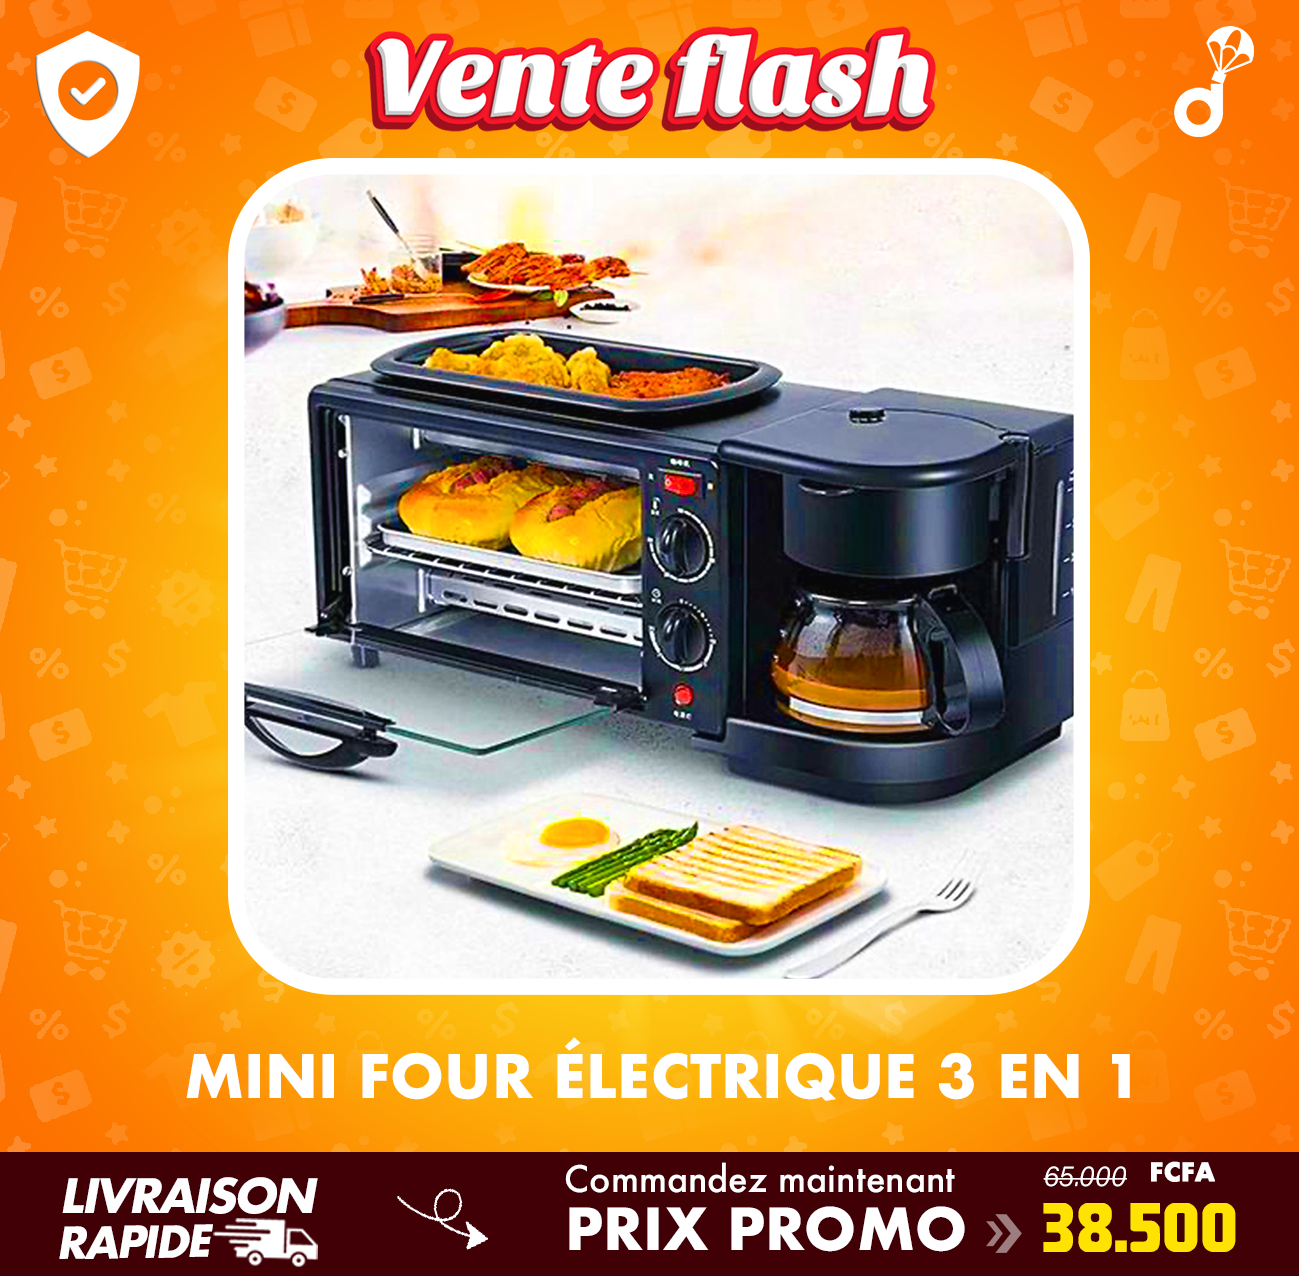 Vente flash
MINI FOUR ÉLECTRIQUE 3 EN 1
LIVRAISON
RAPIDE
Commandez maintenant
PRIX PROMO
65.000 FCFA
38.500